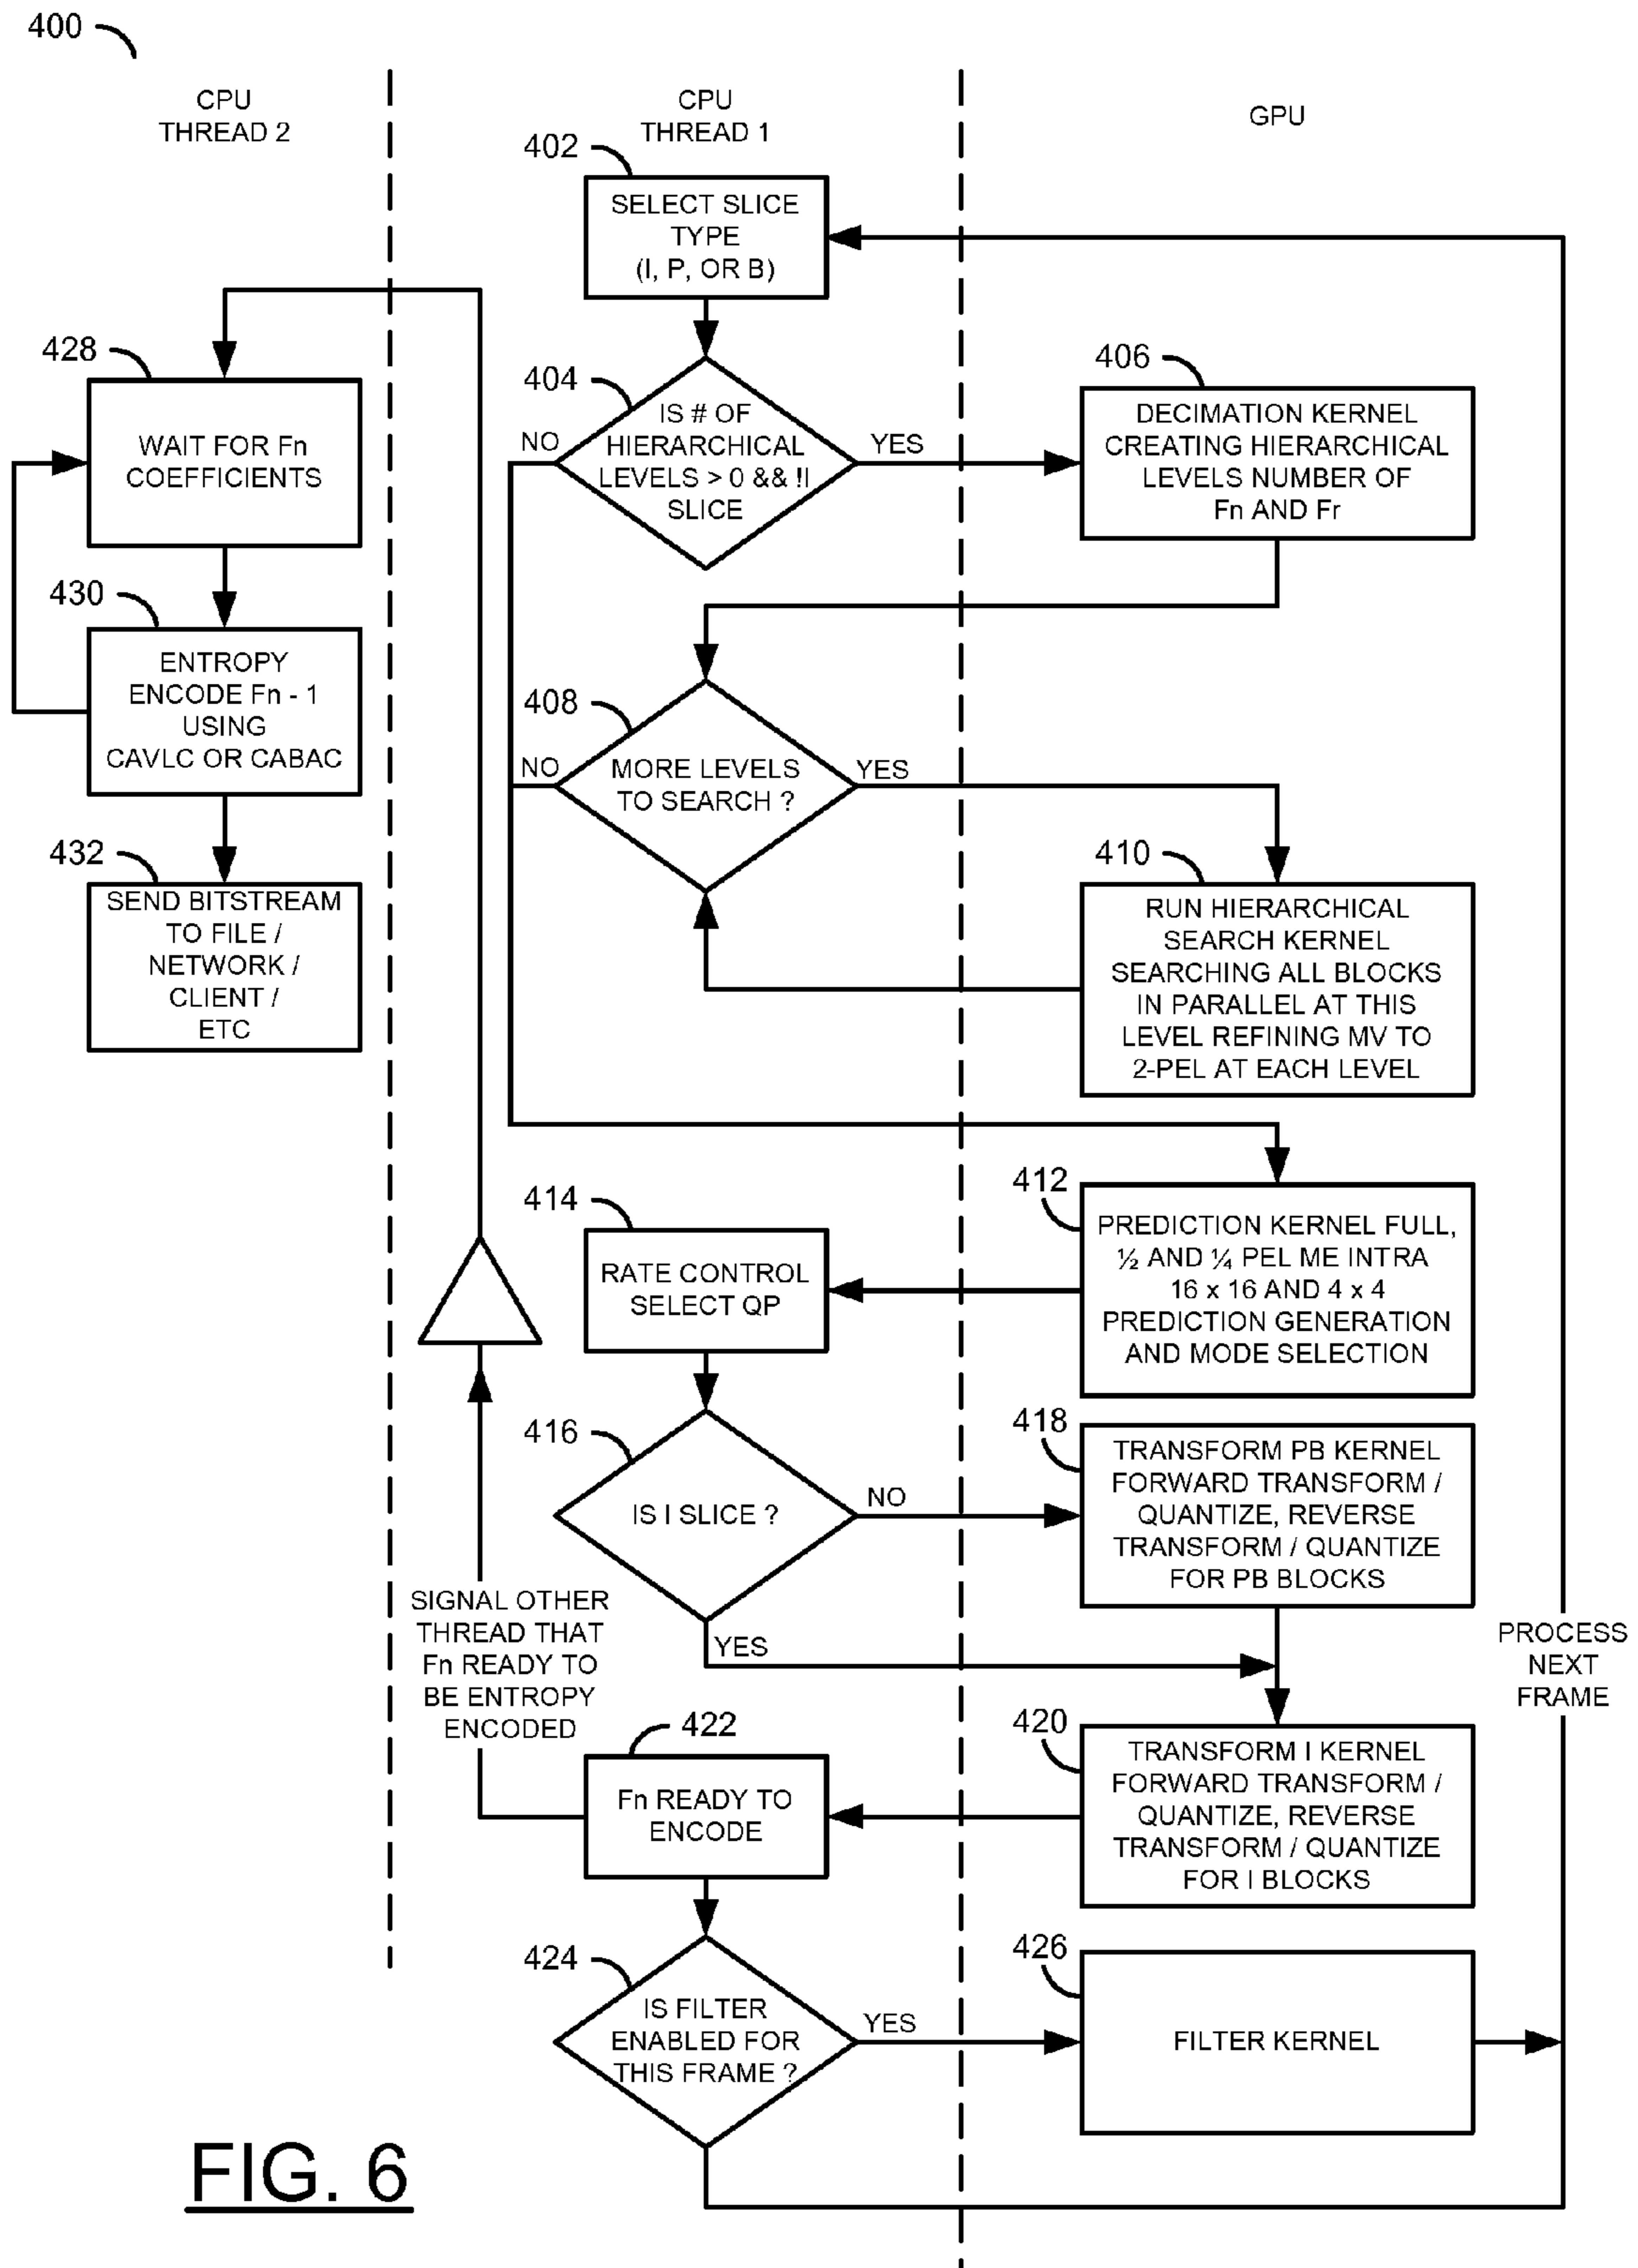 400
CPU
THREAD 2
CPU
THREAD 1
GPU
402
SELECT SLICE
TYPE
(I, P, OR B)
404
IS # OF
HIERARCHICAL
LEVELS > 0 && !I
SLICE
NO
YES
406
DECIMATION KERNEL
CREATING HIERARCHICAL
LEVELS NUMBER OF
Fn AND Fr
428
WAIT FOR Fn
COEFFICIENTS
430
ENTROPY
ENCODE Fn - 1
USING
CAVLC OR CABAC
432
SEND BITSTREAM
TO FILE /
NETWORK /
CLIENT /
ETC
408
MORE LEVELS
TO SEARCH ?
NO
YES
410
RUN HIERARCHICAL
SEARCH KERNEL
SEARCHING ALL BLOCKS
IN PARALLEL AT THIS
LEVEL REFINING MV TO
2-PEL AT EACH LEVEL
412
PREDICTION KERNEL FULL,
½ AND ¼ PEL ME INTRA
16 x 16 AND 4 x 4
PREDICTION GENERATION
AND MODE SELECTION
414
RATE CONTROL
SELECT QP
416
IS I SLICE ?
NO
YES
418
TRANSFORM PB KERNEL
FORWARD TRANSFORM /
QUANTIZE, REVERSE
TRANSFORM / QUANTIZE
FOR PB BLOCKS
SIGNAL OTHER
THREAD THAT
Fn READY TO
BE ENTROPY
ENCODED
PROCESS
NEXT
FRAME
420
TRANSFORM I KERNEL
FORWARD TRANSFORM /
QUANTIZE, REVERSE
TRANSFORM / QUANTIZE
FOR I BLOCKS
422
Fn READY TO
ENCODE
424
IS FILTER
ENABLED FOR
THIS FRAME ?
YES
426
FILTER KERNEL
FIG. 6